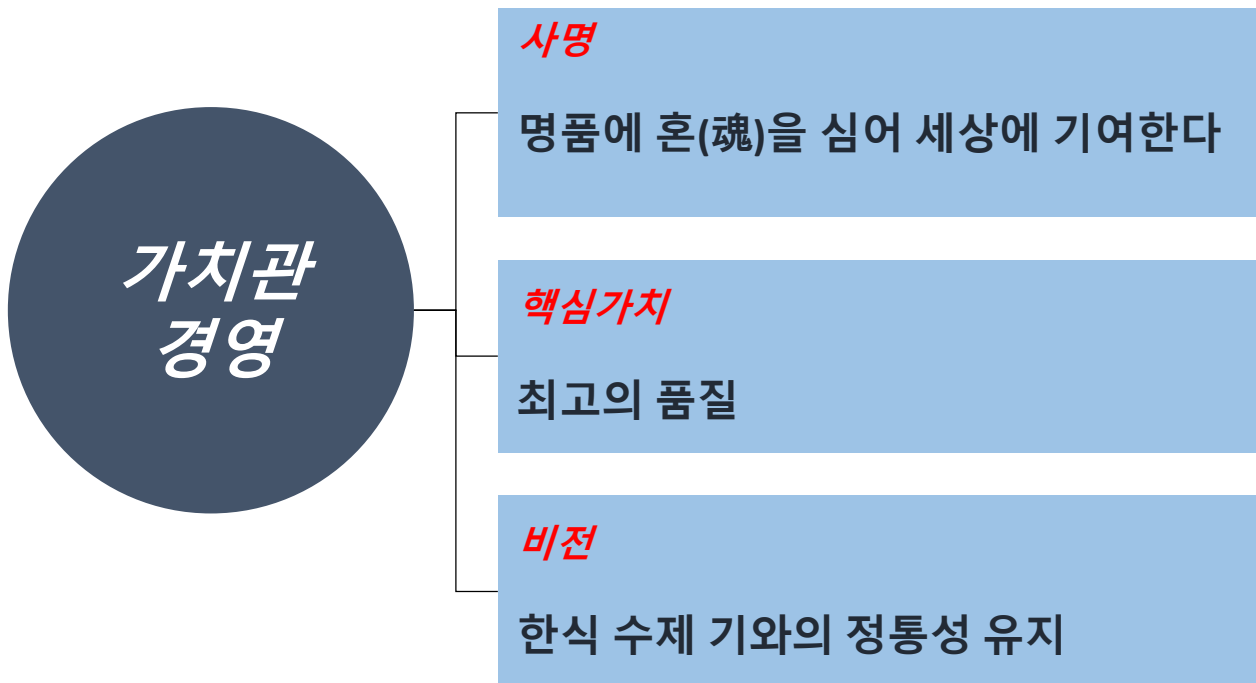 가치관
경영
사명
명품에 혼(魂)을 심어 세상에 기여한다
핵심가치
최고의 품질
비전
한식 수제 기와의 정통성 유지